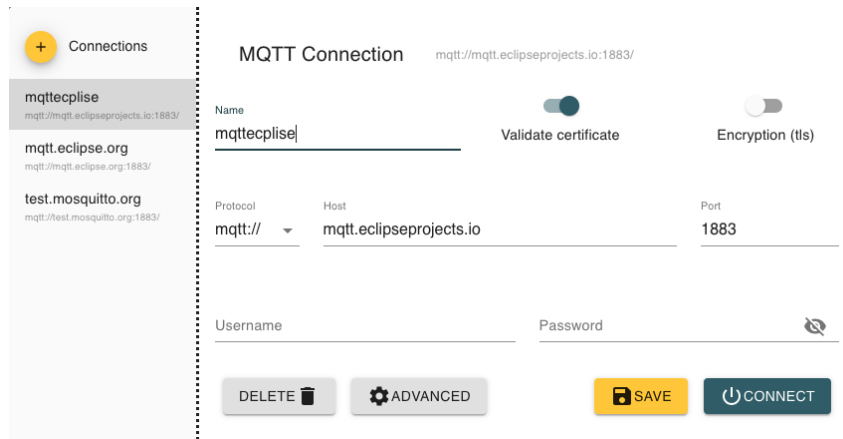 + Connections
mqttecplise
mqtt://mqtt.eclipseprojects.io:1883/
mqtt.eclipse.org
mqtt://mqtt.eclipse.org:1883/
test.mosquitto.org
mqtt://test.mosquitto.org:1883/
MQTT Connection mqtt://mqtt.eclipseprojects.io:1883/
Name
mqttecplise
Validate certificate Encryption (tls)
Protocol Host Port
mqtt:// mqtt.eclipseprojects.io 1883
Username Password
DELETE ADVANCED SAVE CONNECT